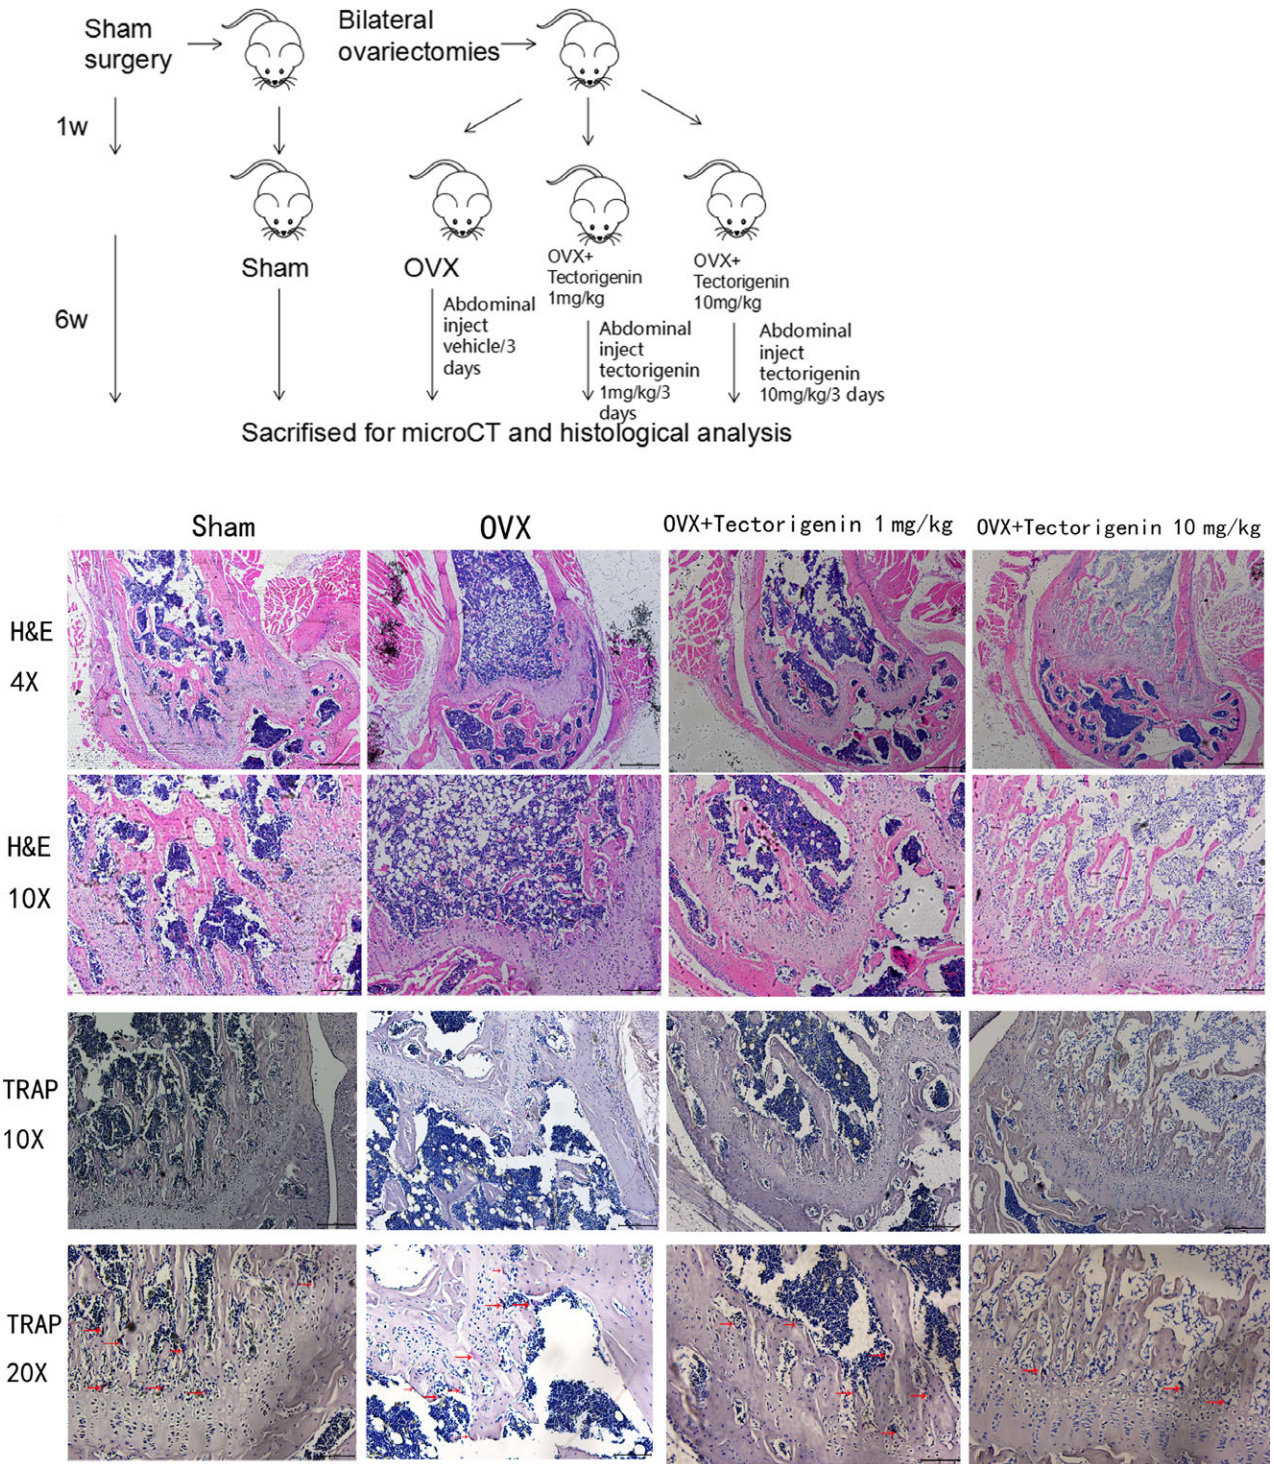 Sham
surgery
Bilateral
ovariectomies
1w
Sham
OVX
OVX+
Tectorigenin
1mg/kg
OVX+
Tectorigenin
10mg/kg
6w
Abdominal
inject
vehicle/3
days
Abdominal
inject
tectorigenin
1mg/kg/3
days
Abdominal
inject
tectorigenin
10mg/kg/3 days
Sacrifised for microCT and histological analysis
Sham
OVX
OVX+Tectorigenin 1 mg/kg
OVX+Tectorigenin 10 mg/kg
H&E
4X
H&E
10X
TRAP
10X
TRAP
20X